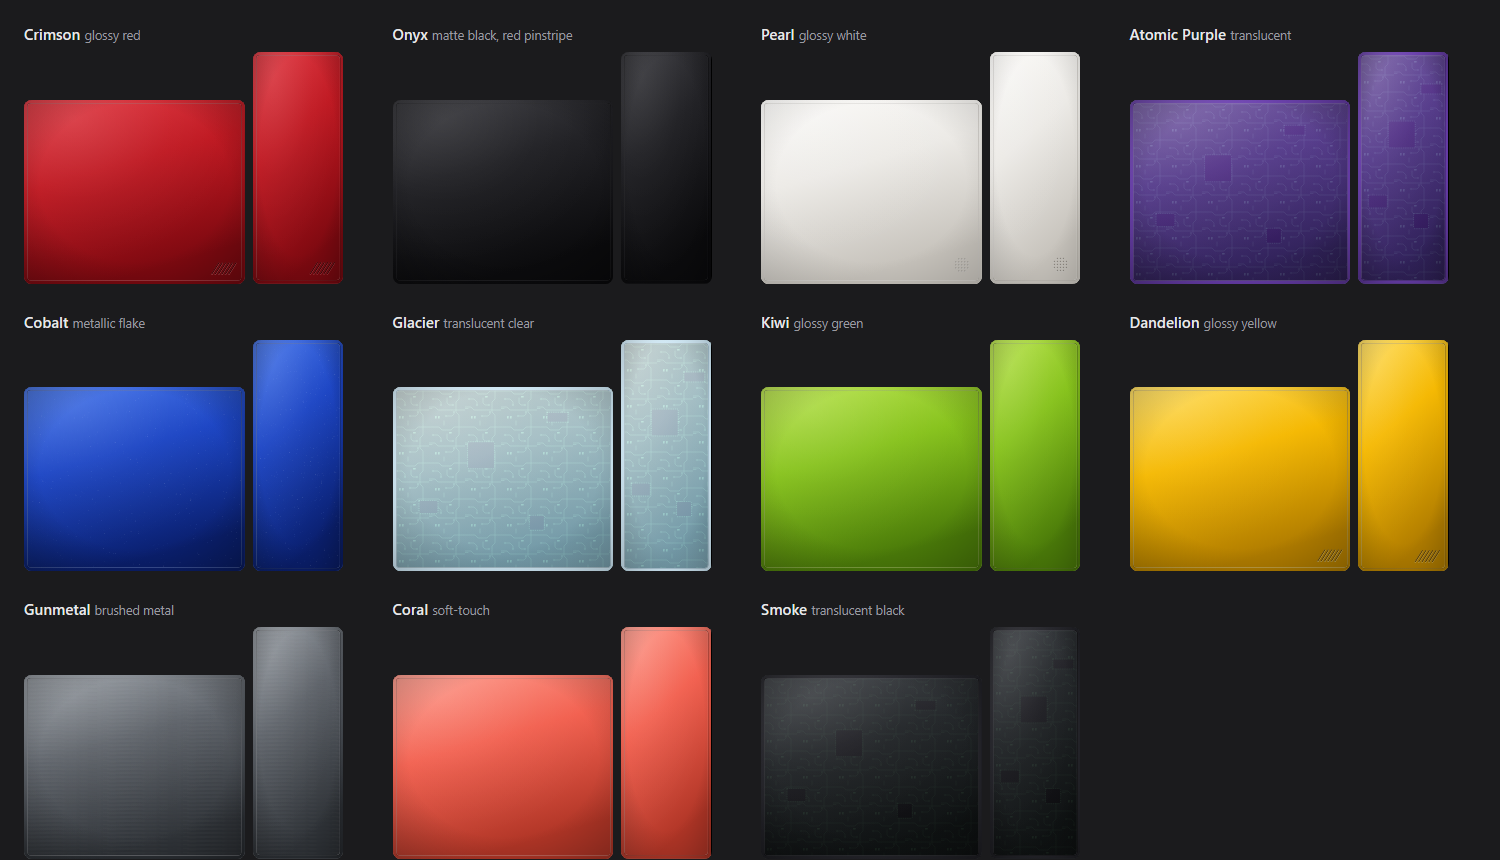 Crimson glossy red
Onyx matte black, red pinstripe
Pearl glossy white
Atomic Purple translucent
Cobalt metallic flake
Glacier translucent clear
Kiwi glossy green
Dandelion glossy yellow
Gunmetal brushed metal
Coral soft-touch
Smoke translucent black